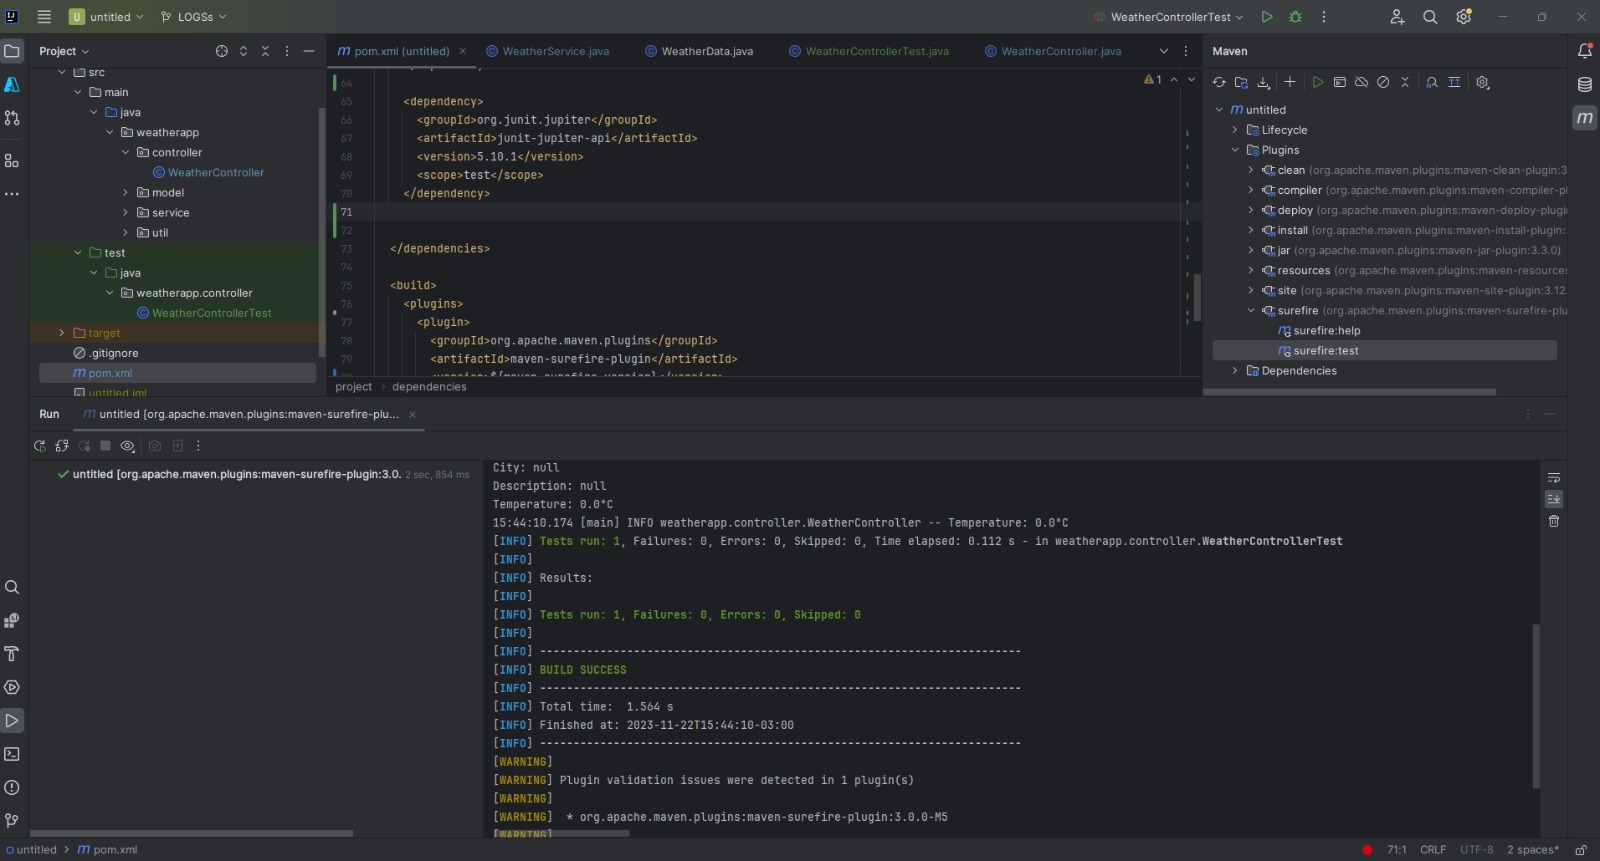 U untitled
LOGSs
WeatherControllerTest
Project
src
main
java
weatherapp
controller
WeatherController
model
service
util
test
java
weatherapp.controller
WeatherControllerTest
target
.gitignore
pom.xml
untitled.iml
pom.xml (untitled)
WeatherService.java
WeatherData.java
WeatherControllerTest.java
WeatherController.java
1
64
65 <dependency>
66 <groupId>org.junit.jupiter</groupId>
67 <artifactId>junit-jupiter-api</artifactId>
68 <version>5.10.1</version>
69 <scope>test</scope>
70 </dependency>
71
72
73 </dependencies>
74
75 <build>
76 <plugins>
77 <plugin>
78 <groupId>org.apache.maven.plugins</groupId>
79 <artifactId>maven-surefire-plugin</artifactId>
project > dependencies
Maven
untitled
Lifecycle
Plugins
clean (org.apache.maven.plugins:maven-clean-plugin:3
compiler (org.apache.maven.plugins:maven-compiler-pl
deploy (org.apache.maven.plugins:maven-deploy-plugi
install (org.apache.maven.plugins:maven-install-plugin:
jar (org.apache.maven.plugins:maven-jar-plugin:3.3.0)
resources (org.apache.maven.plugins:maven-resource
site (org.apache.maven.plugins:maven-site-plugin:3.12.
surefire (org.apache.maven.plugins:maven-surefire-plu
surefire:help
surefire:test
Dependencies
Run
untitled [org.apache.maven.plugins:maven-surefire-plu...
untitled [org.apache.maven.plugins:maven-surefire-plugin:3.0. 2 sec, 854 ms
City: null
Description: null
Temperature: 0.0°C
15:44:10.174 [main] INFO weatherapp.controller.WeatherController -- Temperature: 0.0°C
[INFO] Tests run: 1, Failures: 0, Errors: 0, Skipped: 0, Time elapsed: 0.112 s - in weatherapp.controller.WeatherControllerTest
[INFO]
[INFO] Results:
[INFO]
[INFO] Tests run: 1, Failures: 0, Errors: 0, Skipped: 0
[INFO]
[INFO] ------------------------------------------------------------------------
[INFO] BUILD SUCCESS
[INFO] ------------------------------------------------------------------------
[INFO] Total time:  1.564 s
[INFO] Finished at: 2023-11-22T15:44:10-03:00
[INFO] ------------------------------------------------------------------------
[WARNING]
[WARNING] Plugin validation issues were detected in 1 plugin(s)
[WARNING]
[WARNING]  * org.apache.maven.plugins:maven-surefire-plugin:3.0.0-M5
[WARNING]
untitled > pom.xml
71:1 CRLF UTF-8 2 spaces*